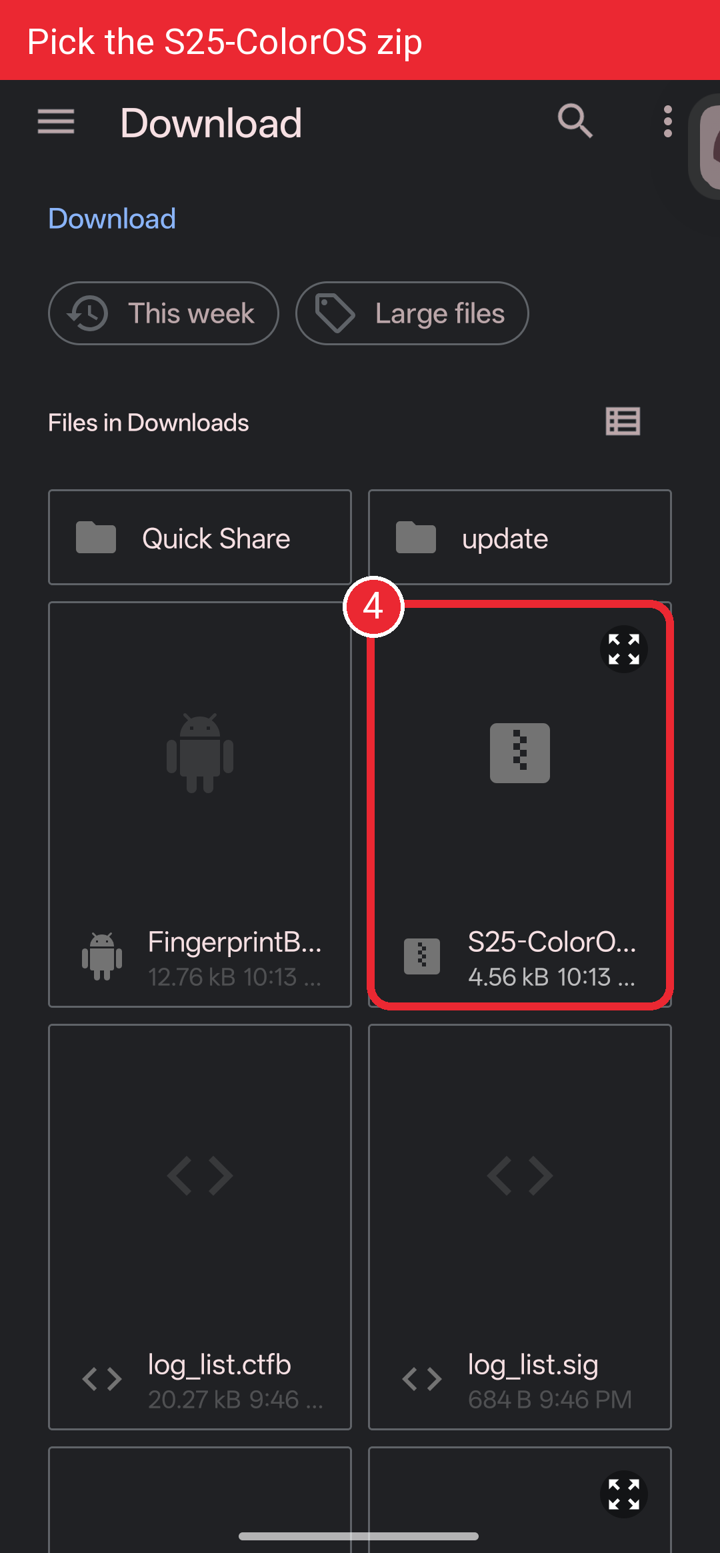 Pick the S25-ColorOS zip
Download
Download
This week
Large files
Files in Downloads
Quick Share
update
4
FingerprintB...
12.76 kB 10:13 ...
S25-ColorO...
4.56 kB 10:13 ...
log_list.ctfb
20.27 kB 9:46 ...
log_list.sig
684 B 9:46 PM